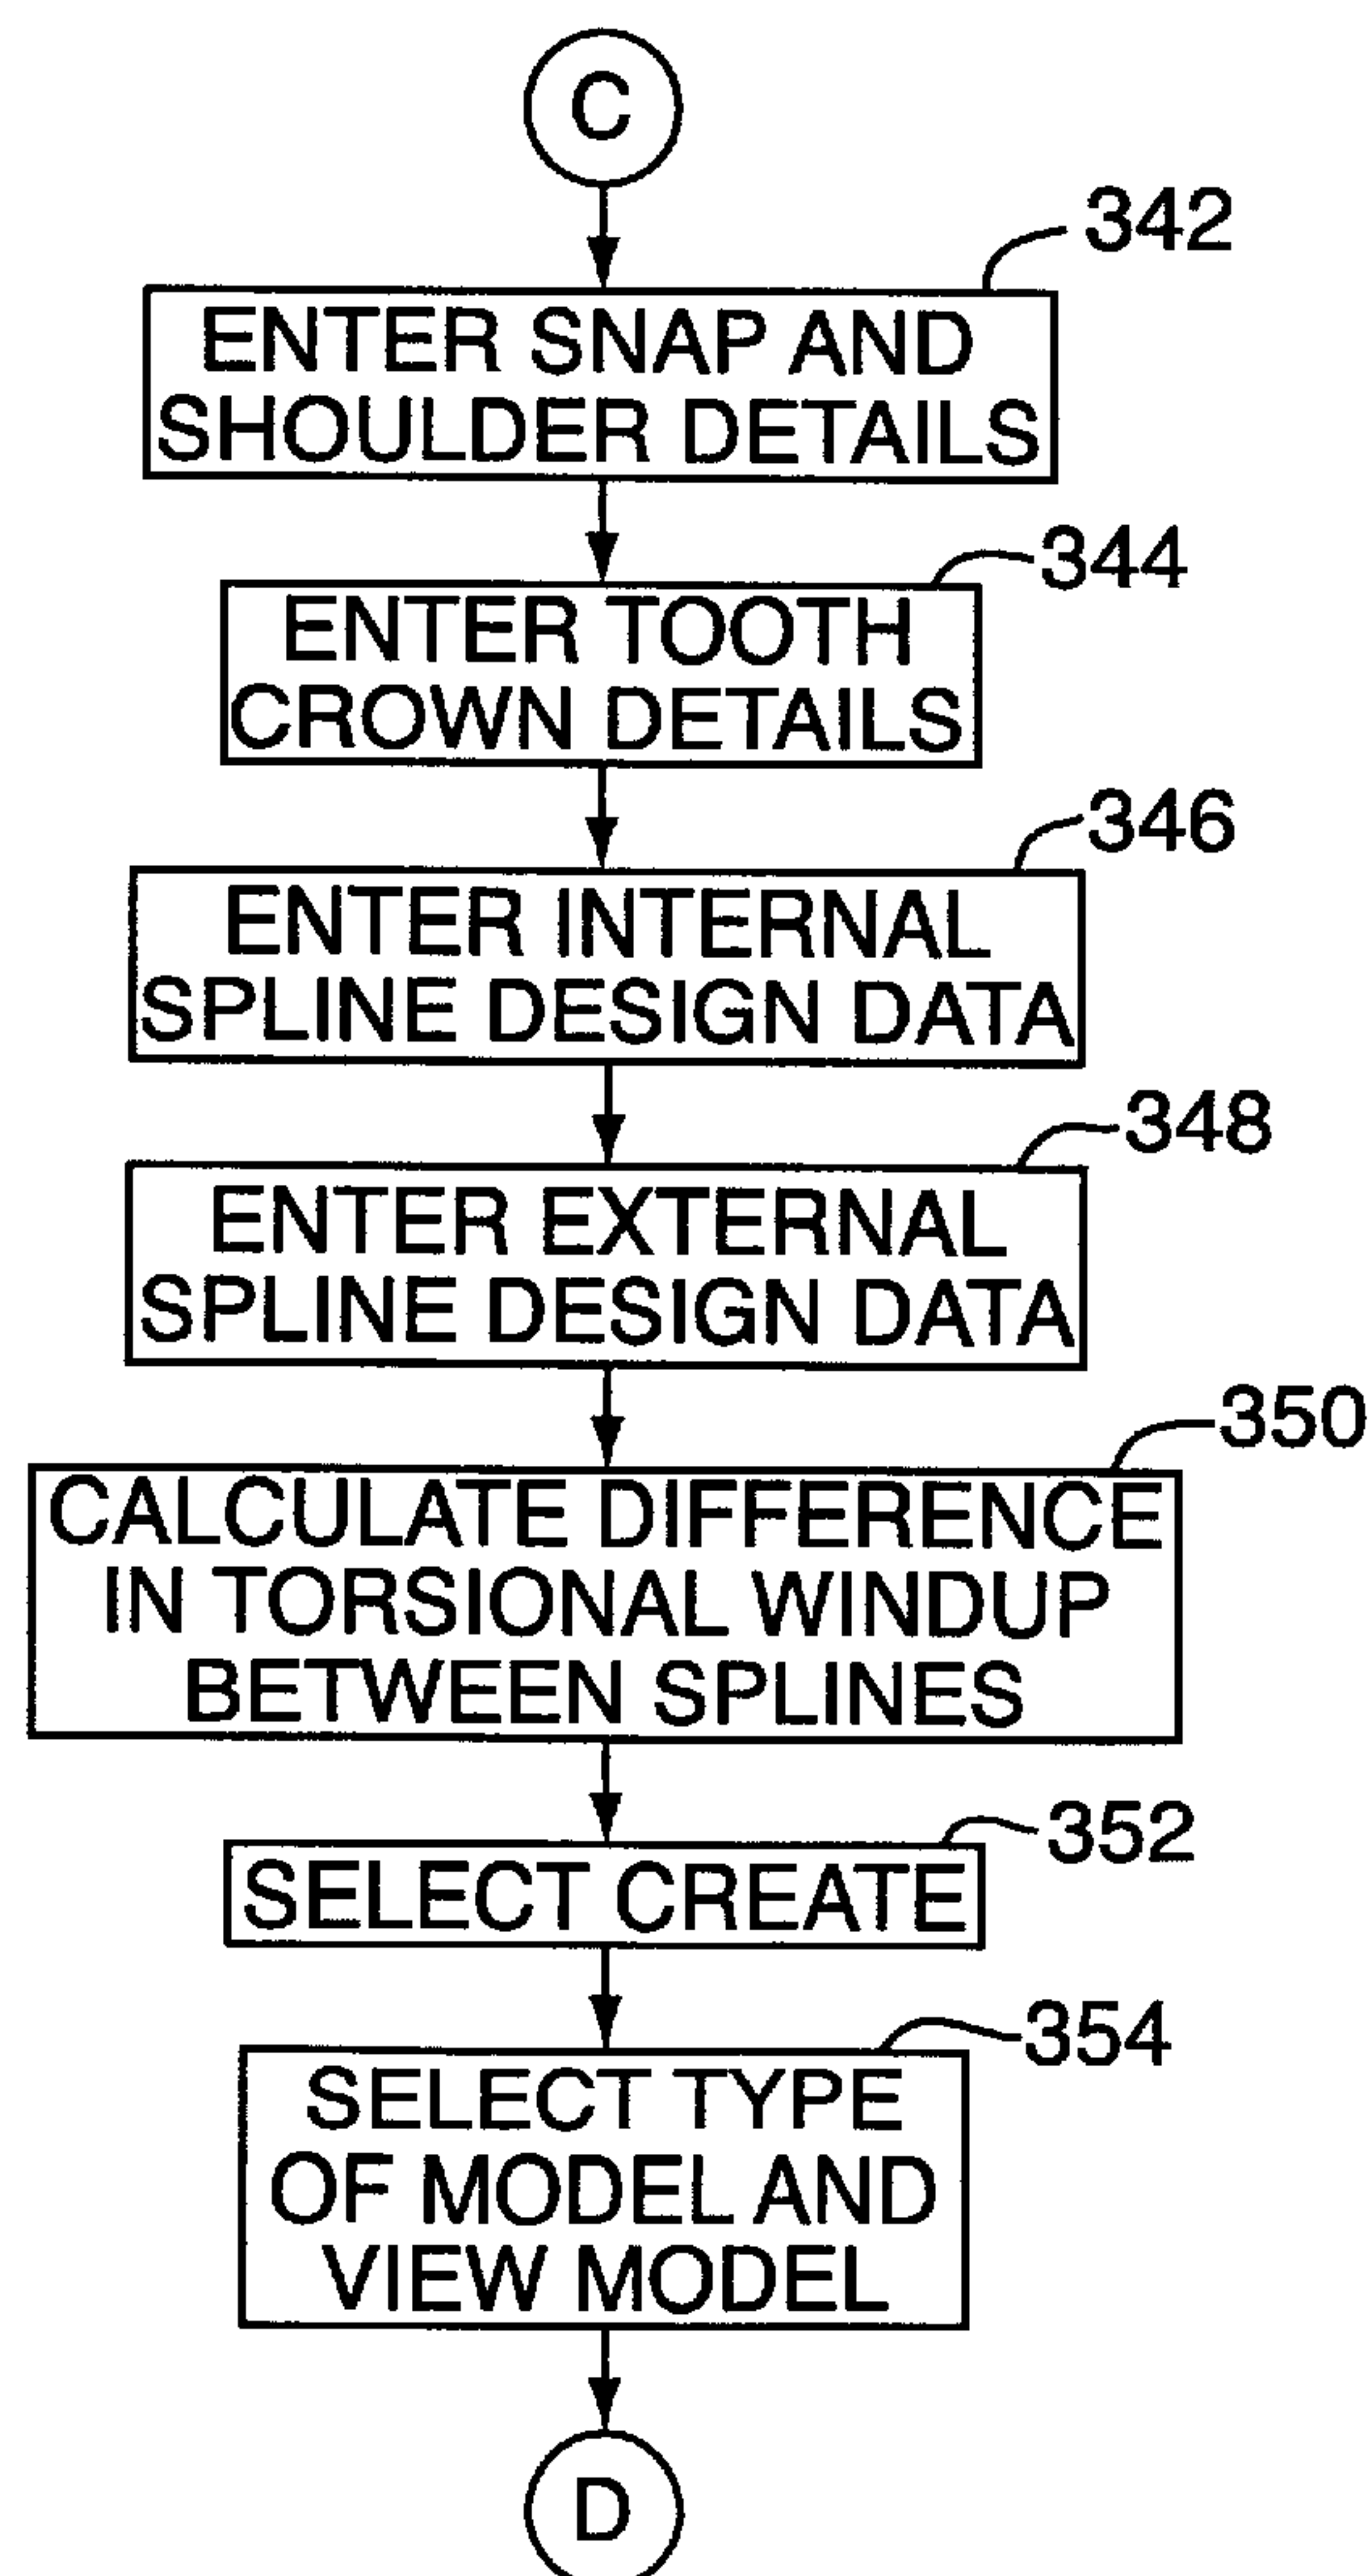 C
342
ENTER SNAP AND
SHOULDER DETAILS
344
ENTER TOOTH
CROWN DETAILS
346
ENTER INTERNAL
SPLINE DESIGN DATA
348
ENTER EXTERNAL
SPLINE DESIGN DATA
350
CALCULATE DIFFERENCE
IN TORSIONAL WINDUP
BETWEEN SPLINES
352
SELECT CREATE
354
SELECT TYPE
OF MODEL AND
VIEW MODEL
D